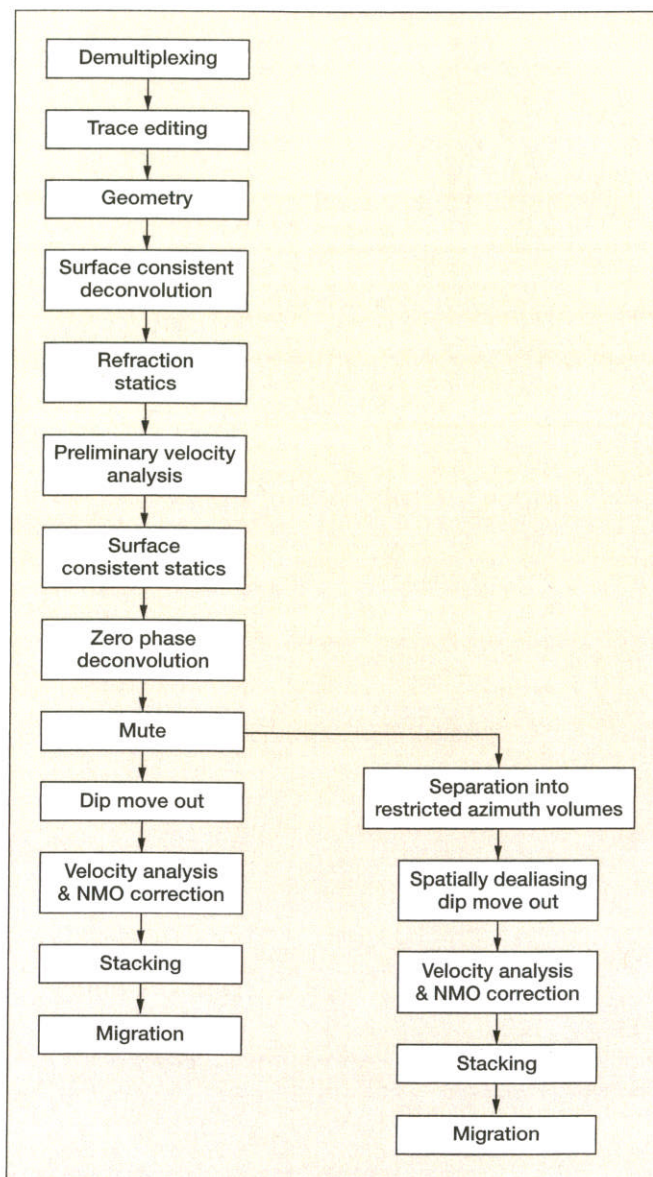 Demultiplexing
Trace editing
Geometry
Surface consistent
deconvolution
Refraction
statics
Preliminary velocity
analysis
Surface
consistent statics
Zero phase
deconvolution
Mute
Dip move out
Velocity analysis
& NMO correction
Stacking
Migration
Separation into
restricted azimuth volumes
Spatially dealiasing
dip move out
Velocity analysis
& NMO correction
Stacking
Migration